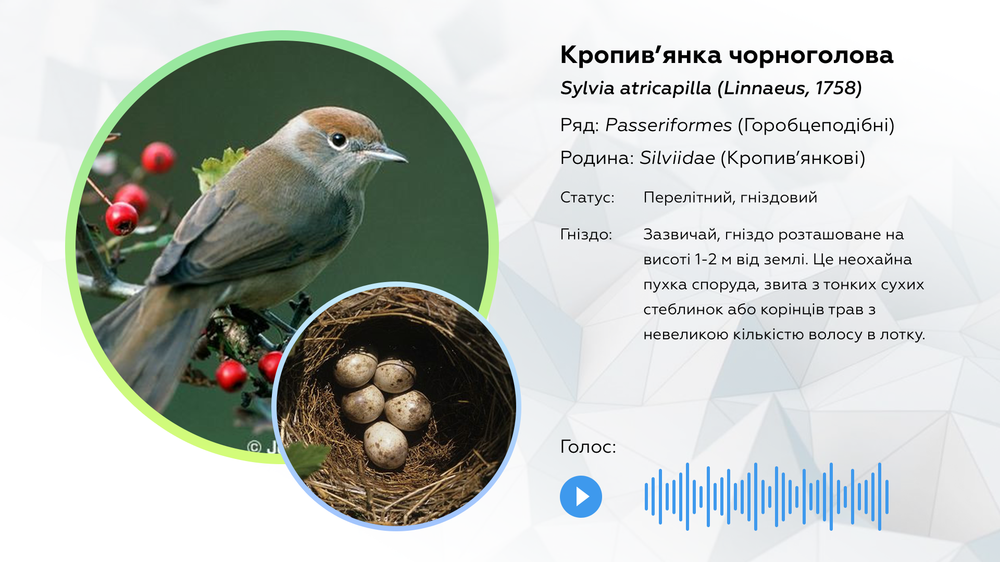 Кропив’янка чорноголова
Sylvia atricapilla (Linnaeus, 1758)
Ряд: Passeriformes (Горобцеподібні)
Родина: Silviidae (Кропив’янкові)
Статус: Перелітний, гніздовий
Гніздо: Зазвичай, гніздо розташоване на
висоті 1-2 м від землі. Це неохайна
пухка споруда, звита з тонких сухих
стеблинок або корінців трав з
невеликою кількістю волосу в лотку.
©
Голос: